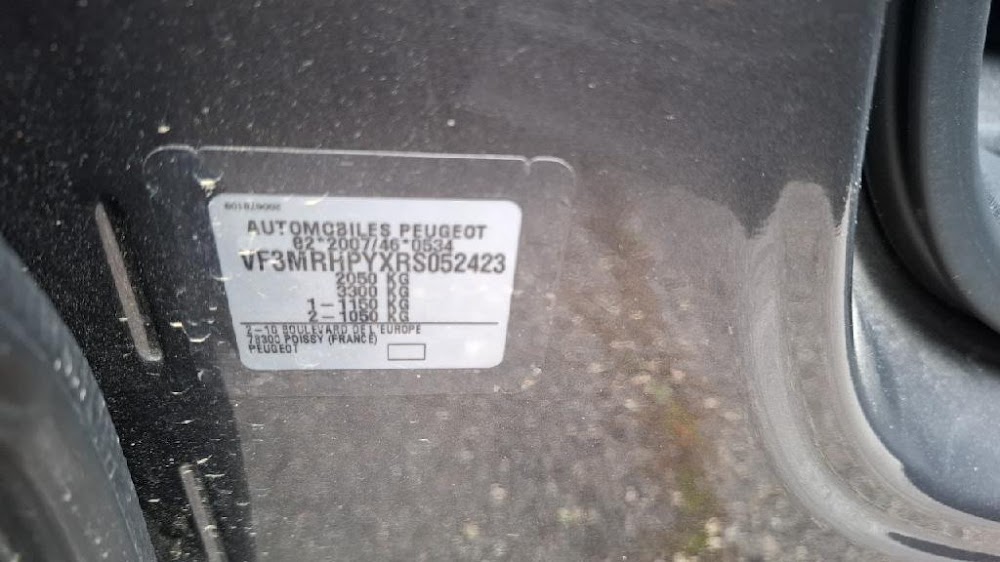 AUTOMOBILES PEUGEOT
e2*2007/46*0534
VF3MRHPYXRS052423
2050 KG
3300 KG
1-1150 KG
2-1050 KG
2-10 BOULEVARD DE L'EUROPE
78300 POISSY (FRANCE)
PEUGEOT